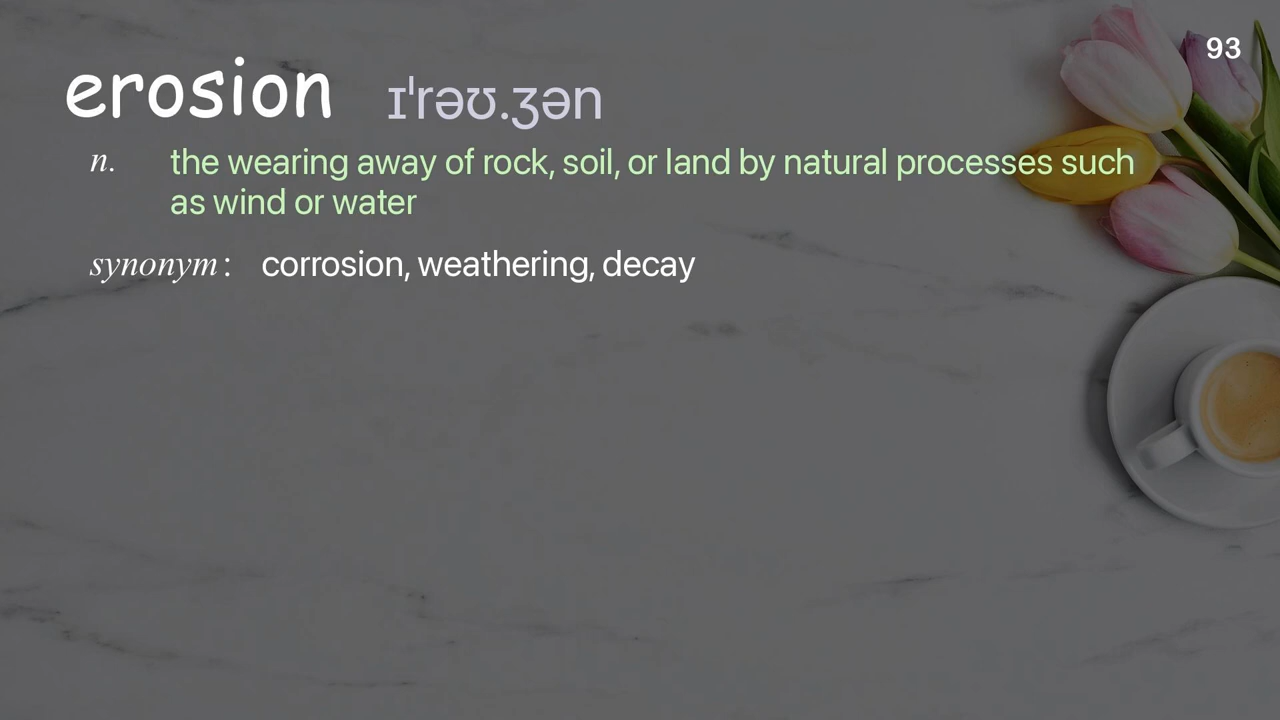 93
erosion ɪˈrəʊ.ʒən
n. the wearing away of rock, soil, or land by natural processes such
as wind or water
synonym: corrosion, weathering, decay